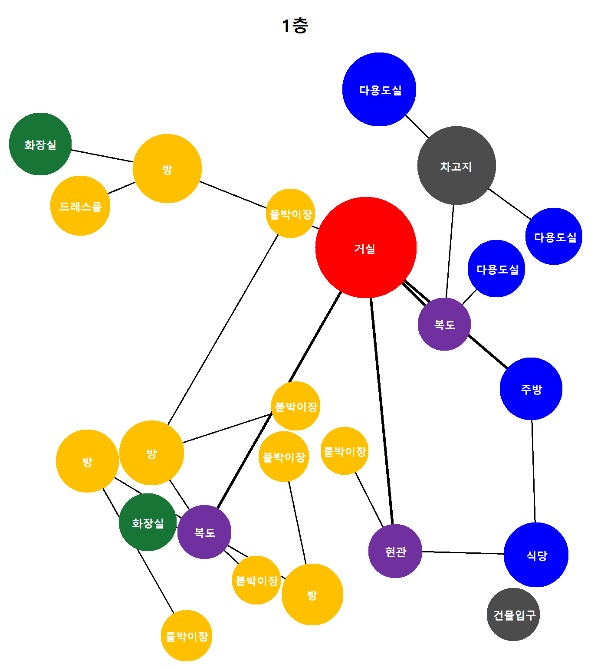 1층
다용도실
화장실
방
차고지
드레스룸
붙박이장
다용도실
거실
다용도실
복도
주방
붙박이장
방
방
붙박이장
붙박이장
화장실
복도
현관
식당
붙박이장
방
건물입구
붙박이장